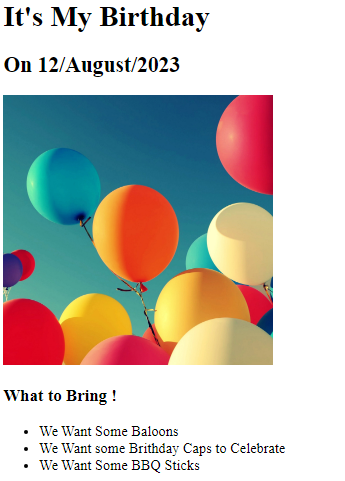 It's My Birthday
On 12/August/2023
What to Bring !
We Want Some Baloons
We Want some Brithday Caps to Celebrate
We Want Some BBQ Sticks